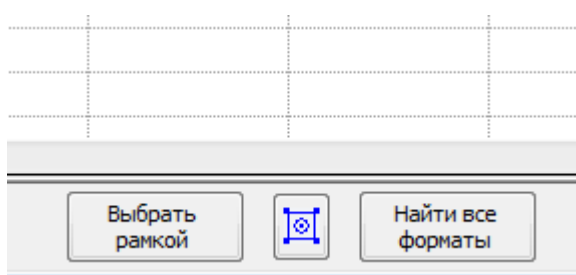 Выбрать
рамкой
Найти все
форматы